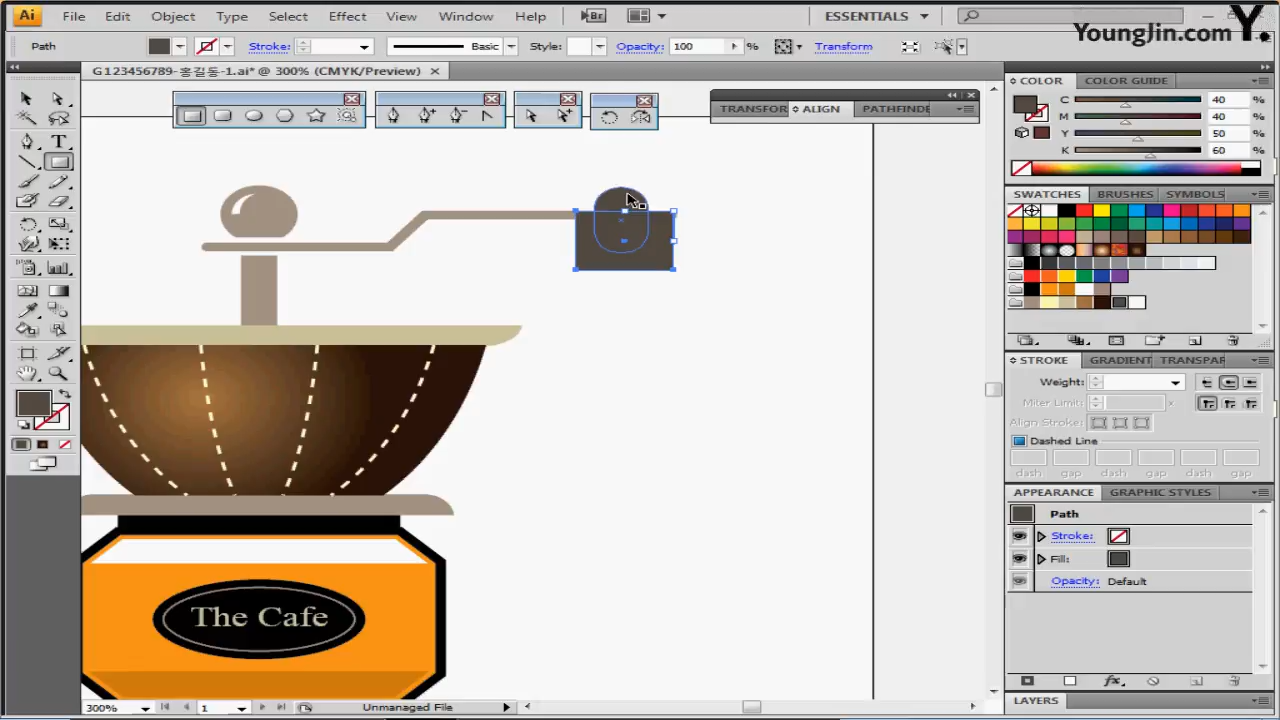 Ai File Edit Object Type Select Effect View Window Help Br ESSENTIALS
YoungJin.com Y.
Path Stroke: Basic Style: Opacity: 100 % Transform
G123456789-홍길동-1.ai* @ 300% (CMYK/Preview)
COLOR COLOR GUIDE
TRANSFOR ALIGN PATHFINDE
C 40 %
M 40 %
Y 50 %
K 60 %
SWATCHES BRUSHES SYMBOLS
STROKE GRADIENT TRANSPAR
Weight:
Miter Limit: x
Align Stroke:
Dashed Line
dash gap dash gap dash gap
APPEARANCE GRAPHIC STYLES
Path
Stroke:
Fill:
Opacity: Default
The Cafe
LAYERS
300% 1 Unmanaged File